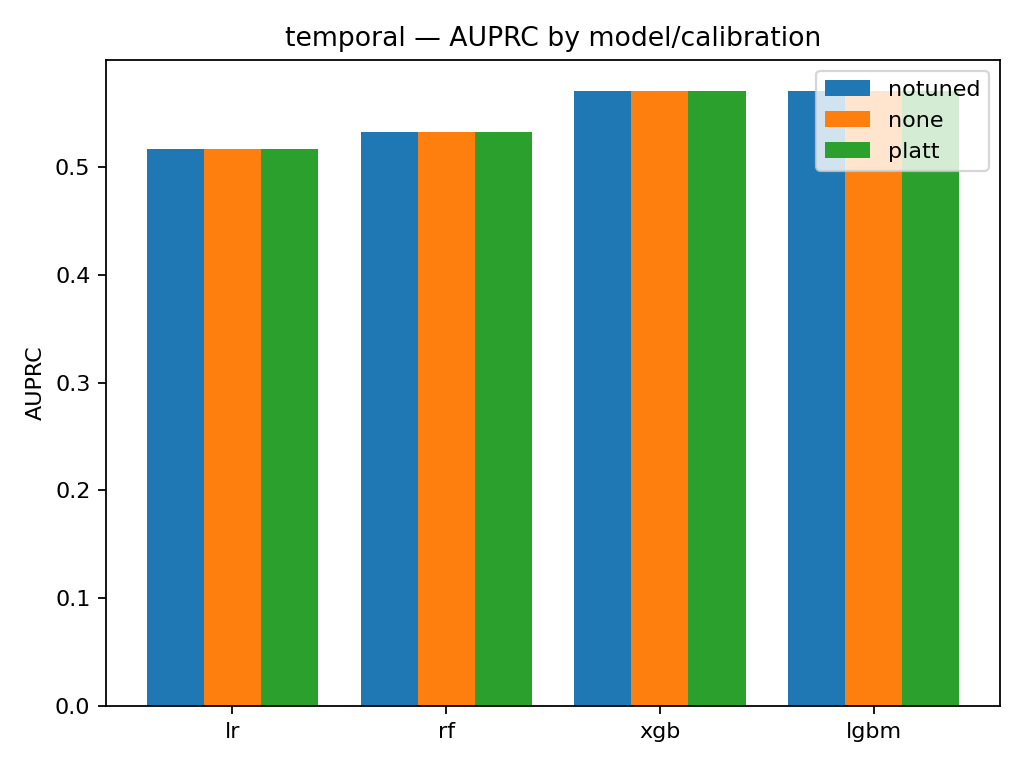 temporal — AUPRC by model/calibration
notuned
none
platt
AUPRC
0.5
0.4
0.3
0.2
0.1
0.0
lr rf xgb lgbm